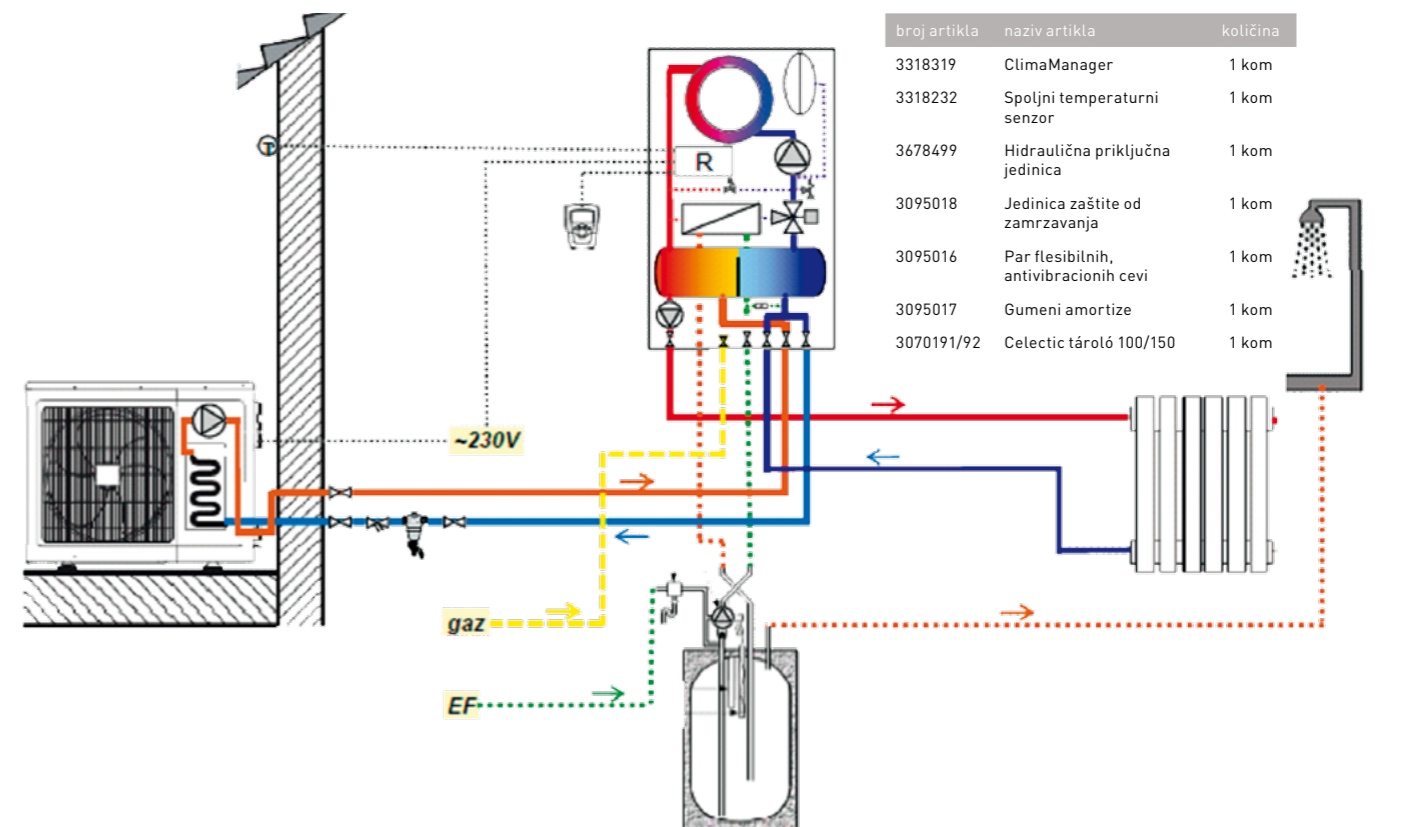 broj artikla naziv artikla količina
3318319 ClimaManager 1 kom
3318232 Spoljni temperaturni 1 kom
senzor
3678499 Hidraulična priključna 1 kom
jedinica
3095018 Jedinica zaštite od 1 kom
zamrzavanja
3095016 Par flesibilnih, 1 kom
antivibracionih cevi
3095017 Gumeni amortize 1 kom
3070191/92 Celectic tároló 100/150 1 kom
T
R
~230V
gaz
EF